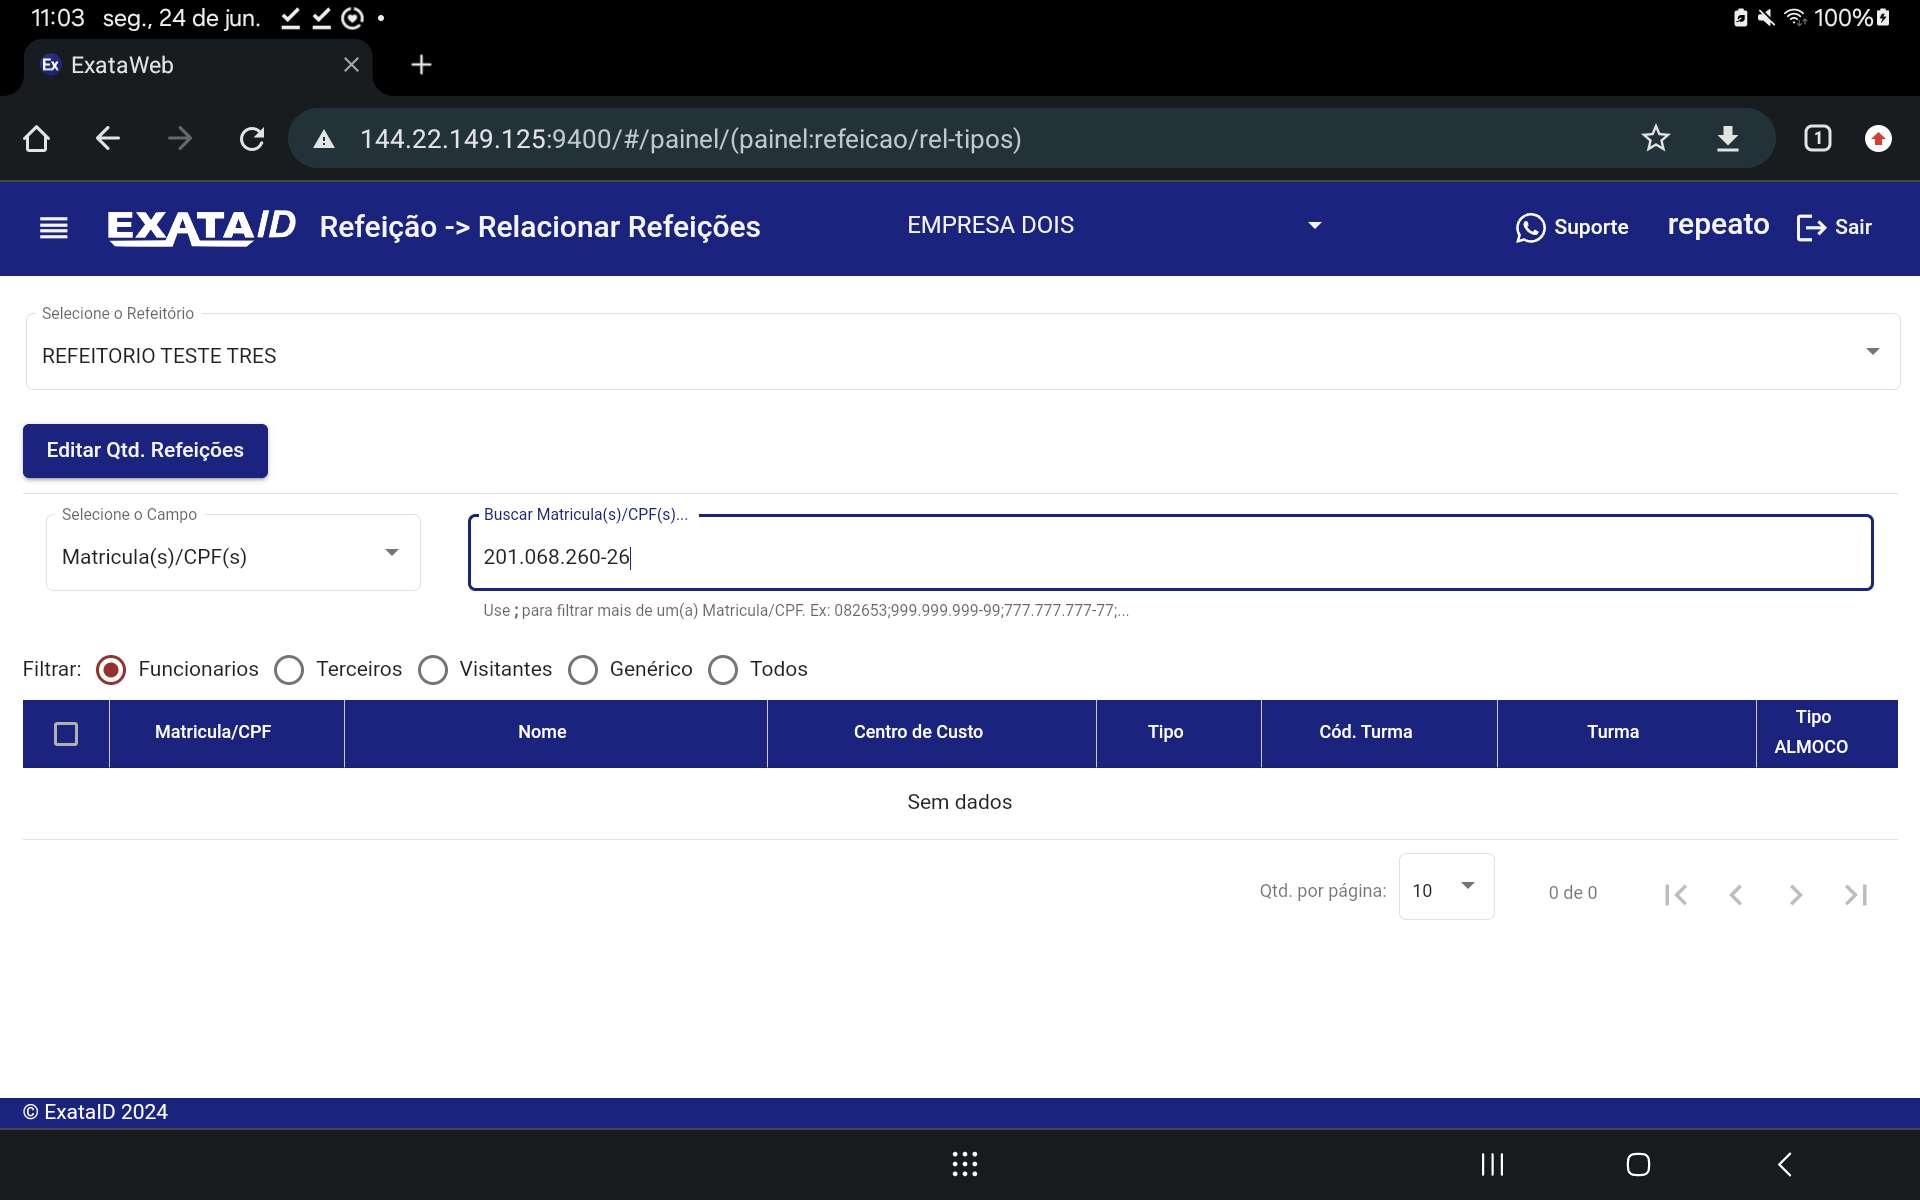 11:03 seg., 24 de jun. 100%
Ex ExataWeb
144.22.149.125:9400/#/painel/(painel:refeicao/rel-tipos) 1
EXATAID Refeição -> Relacionar Refeições EMPRESA DOIS Suporte repeato Sair
Selecione o Refeitório
REFEITORIO TESTE TRES
Editar Qtd. Refeições
Selecione o Campo Buscar Matricula(s)/CPF(s)...
Matricula(s)/CPF(s) 201.068.260-26
Use ; para filtrar mais de um(a) Matricula/CPF. Ex: 082653;999.999.999-99;777.777.777-77;...
Filtrar: Funcionarios Terceiros Visitantes Genérico Todos
Matricula/CPF Nome Centro de Custo Tipo Cód. Turma Turma Tipo
ALMOCO
Sem dados
Qtd. por página: 10 0 de 0
© ExataID 2024